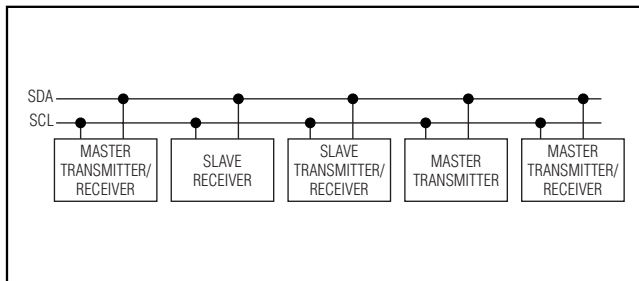 SDA
SCL
MASTER
TRANSMITTER/
RECEIVER
SLAVE
RECEIVER
SLAVE
TRANSMITTER/
RECEIVER
MASTER
TRANSMITTER
MASTER
TRANSMITTER/
RECEIVER